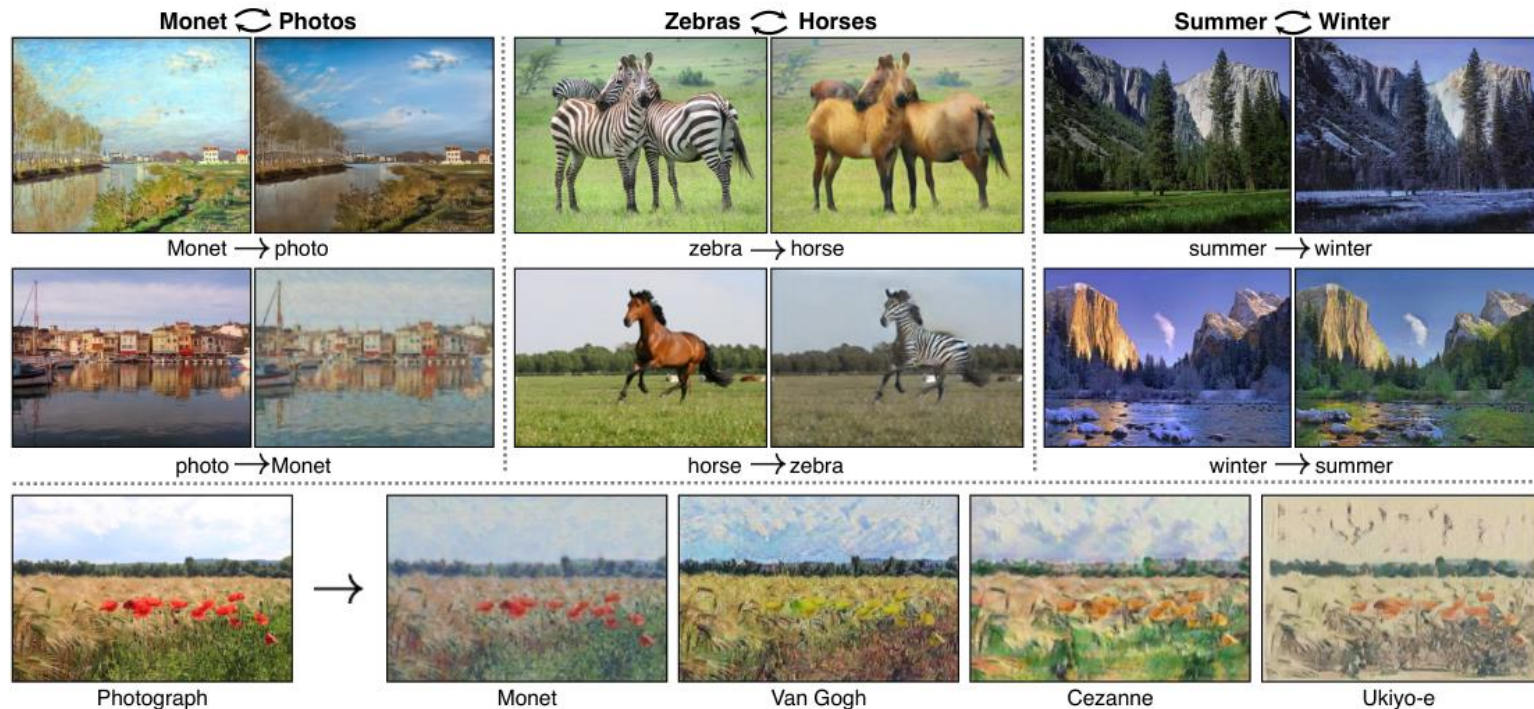 Monet ⇄ Photos
Zebras ⇄ Horses
Summer ⇄ Winter
Monet → photo
zebra → horse
summer → winter
photo → Monet
horse → zebra
winter → summer
Photograph
Monet
Van Gogh
Cezanne
Ukiyo-e